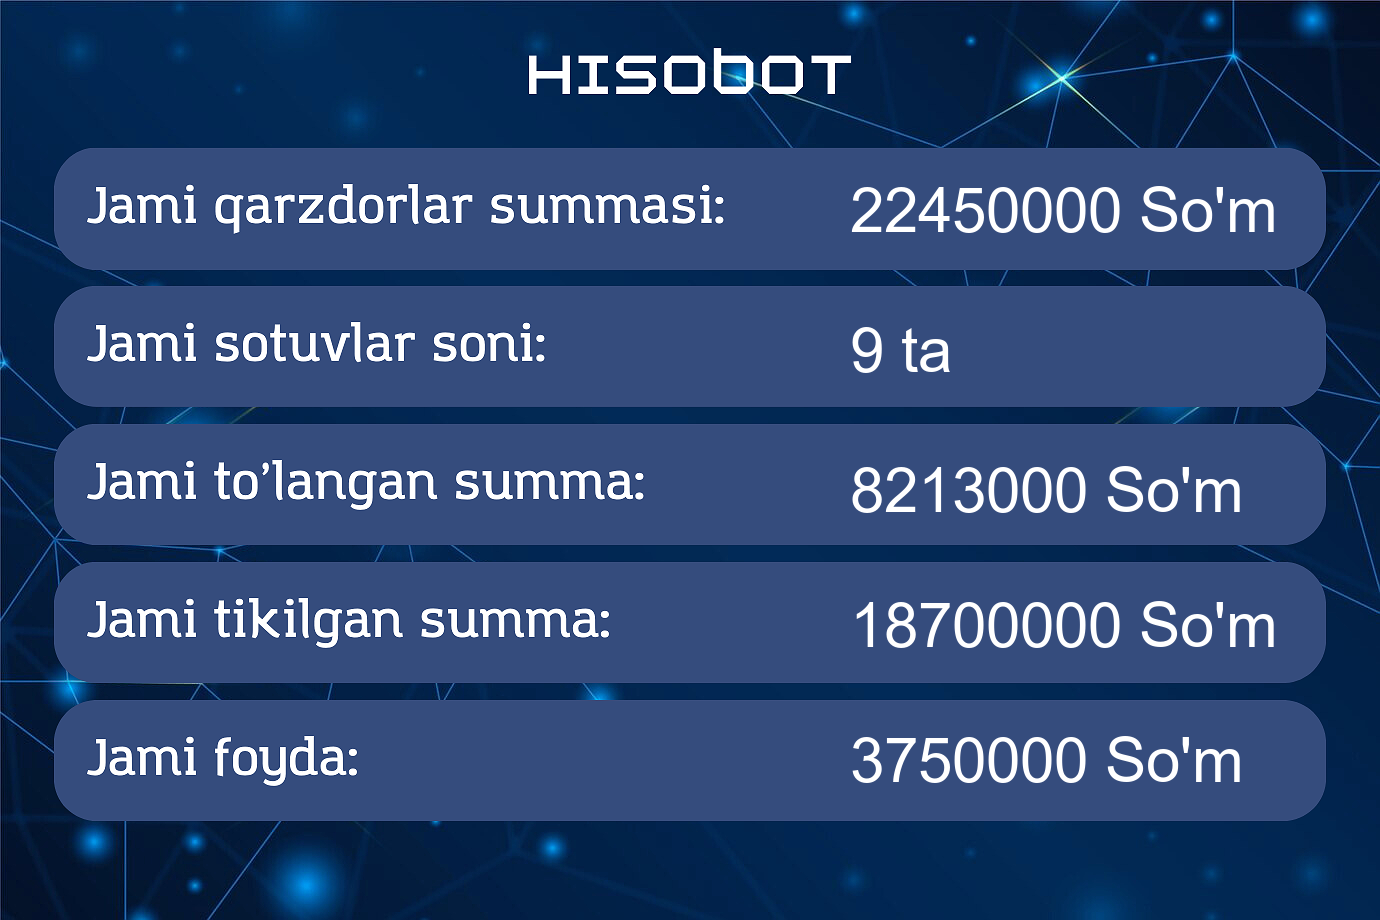 HISOBOT
Jami qarzdorlar summasi: 22450000 So'm
Jami sotuvlar soni: 9 ta
Jami to’langan summa: 8213000 So'm
Jami tikilgan summa: 18700000 So'm
Jami foyda: 3750000 So'm